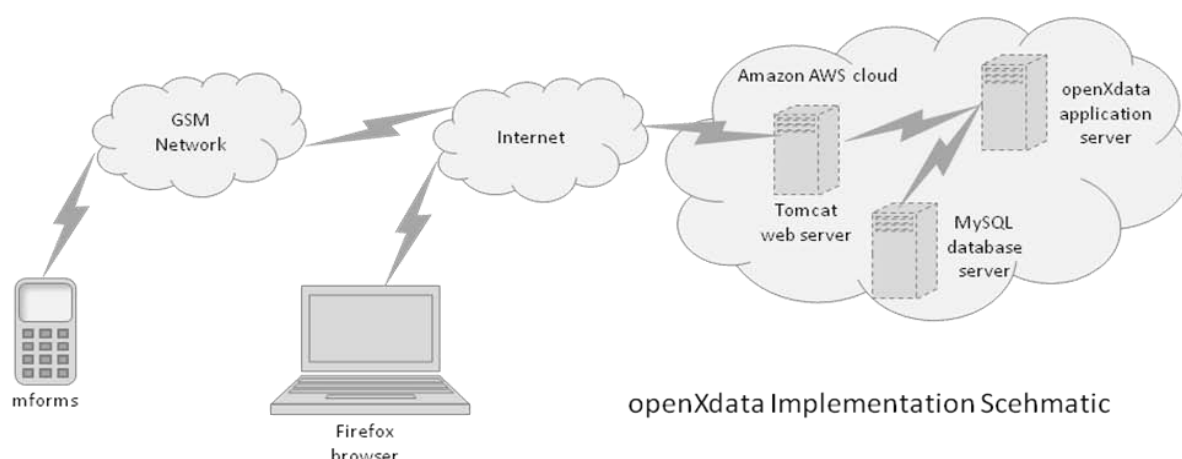 GSM
Network
Internet
Amazon AWS cloud
openXdata
application
server
Tomcat
web server
MySQL
database
server
mforms
Firefox
browser
openXdata Implementation Scehmatic